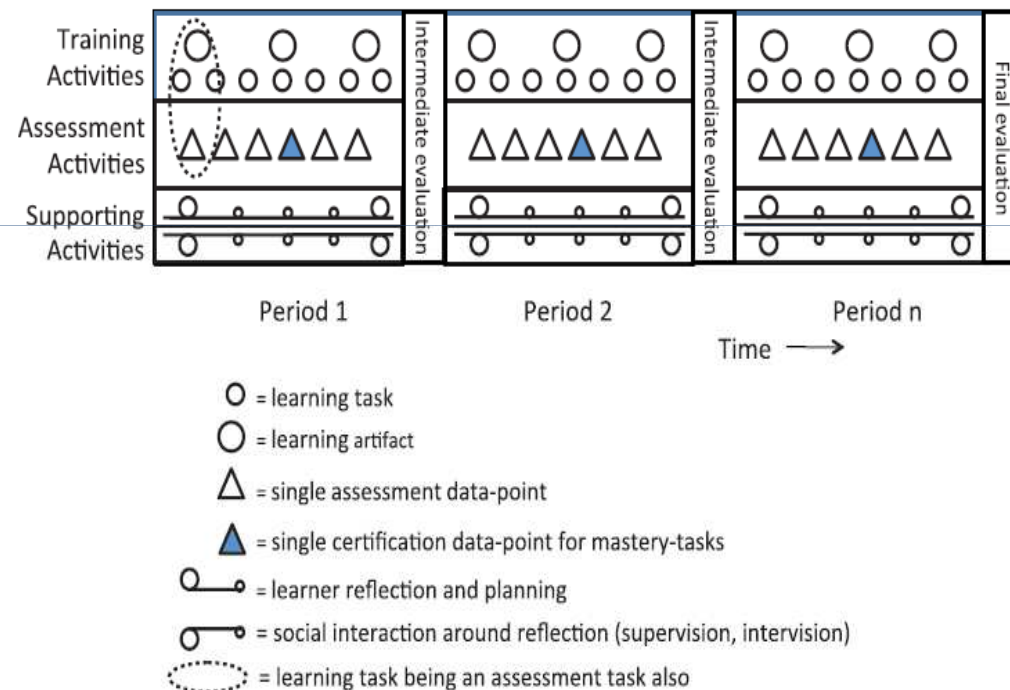 Training
Activities
Assessment
Activities
Supporting
Activities
Intermediate evaluation
Intermediate evaluation
Final evaluation
Period 1
Period 2
Period n
Time
= learning task
= learning artifact
= single assessment data-point
= single certification data-point for mastery-tasks
= learner reflection and planning
= social interaction around reflection (supervision, intervision)
= learning task being an assessment task also